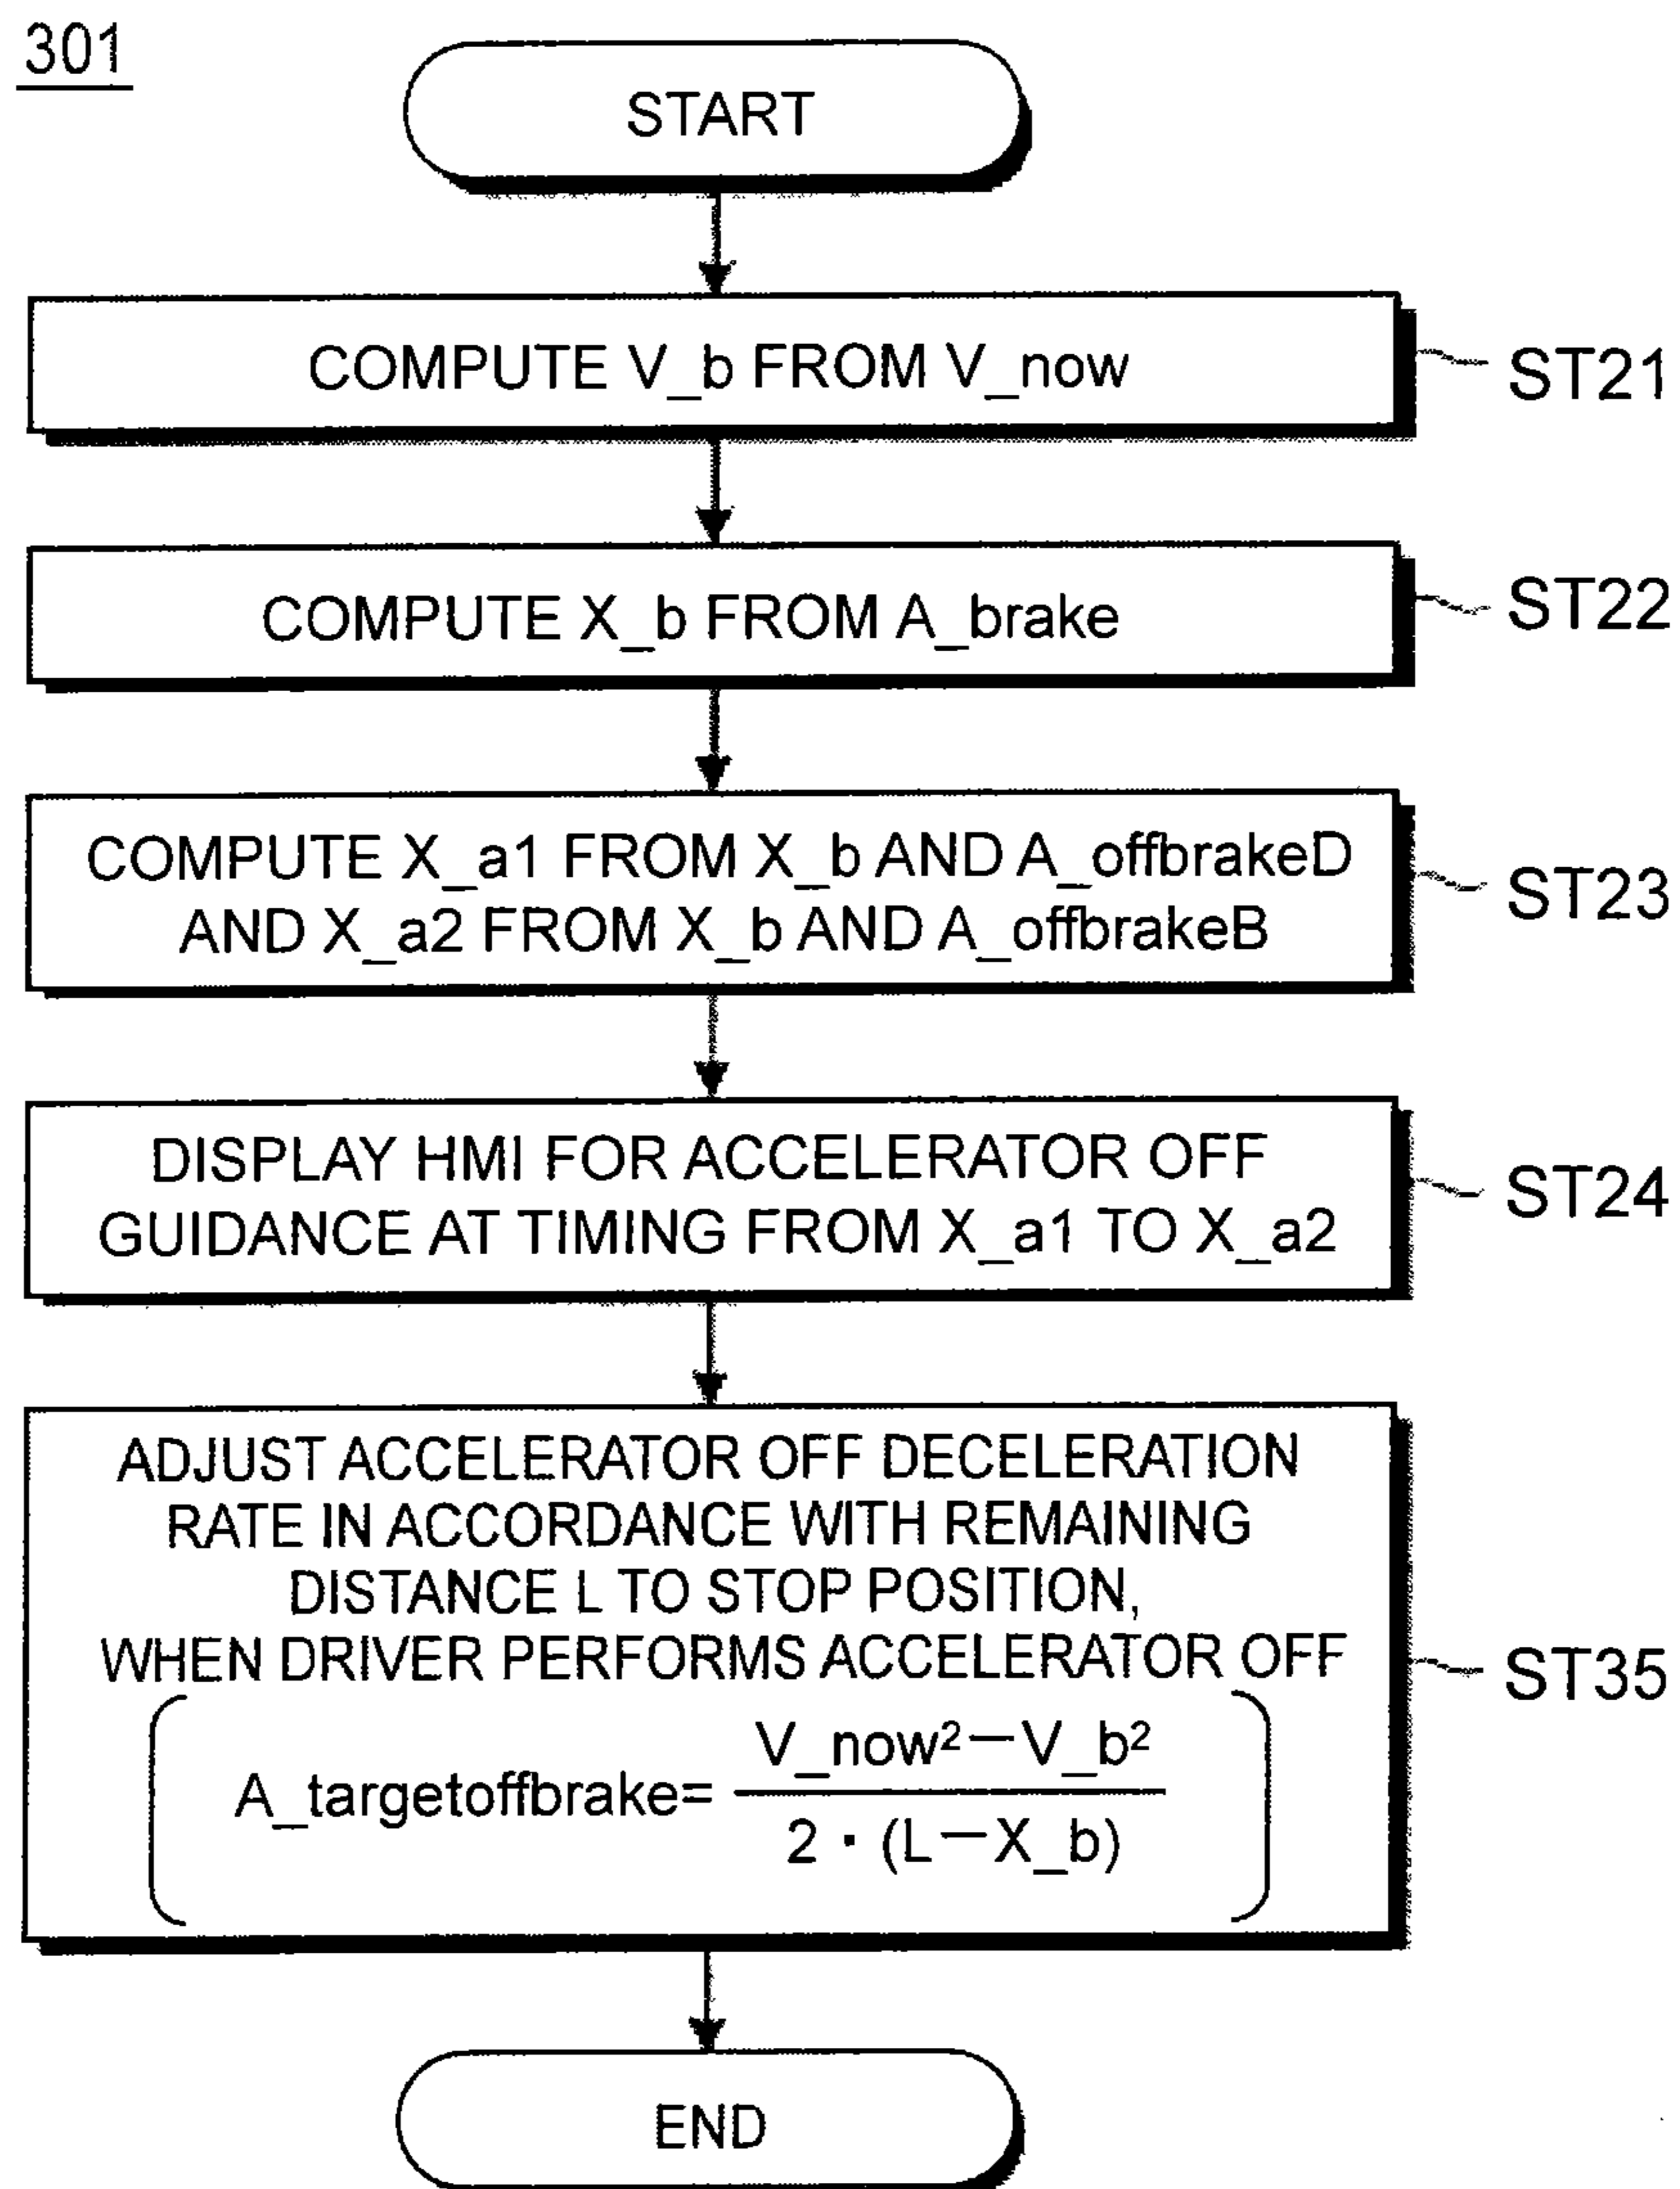 301
START
COMPUTE V_b FROM V_now
ST21
COMPUTE X_b FROM A_brake
ST22
COMPUTE X_a1 FROM X_b AND A_offbrakeD
AND X_a2 FROM X_b AND A_offbrakeB
ST23
DISPLAY HMI FOR ACCELERATOR OFF
GUIDANCE AT TIMING FROM X_a1 TO X_a2
ST24
ADJUST ACCELERATOR OFF DECELERATION
RATE IN ACCORDANCE WITH REMAINING
DISTANCE L TO STOP POSITION,
WHEN DRIVER PERFORMS ACCELERATOR OFF
ST35
V_now²−V_b²
A_targetoffbrake=
2・(L−X_b)
END